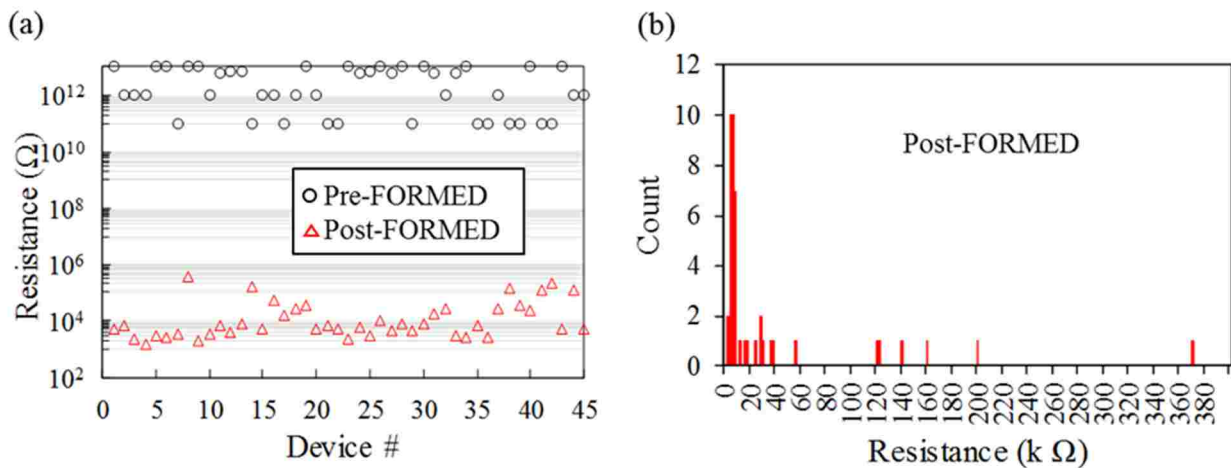 (a)
Resistance (Ω)
10^12
10^10
10^8
10^6
10^4
10^2
Pre-FORMED
Post-FORMED
0 5 10 15 20 25 30 35 40 45
Device #
(b)
Count
12
10
8
6
4
2
0
Post-FORMED
0 20 40 60 80 100 120 140 160 180 200 220 240 260 280 300 320 340 360 380
Resistance (k Ω)